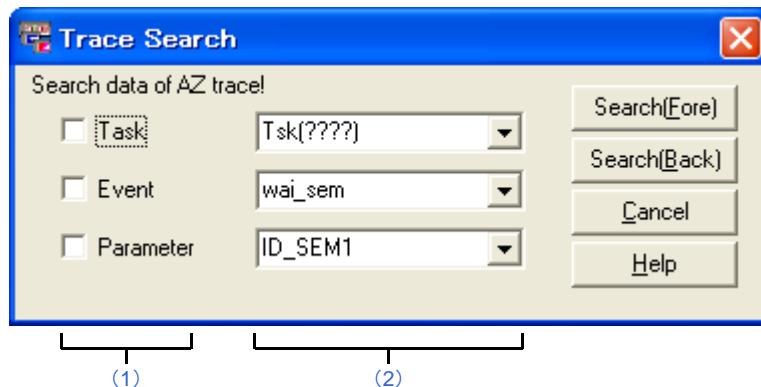 Trace Search
Search data of AZ trace!
Task Tsk(????) Search(Fore)
Event wai_sem Search(Back)
Parameter ID_SEM1 Cancel
Help
(1) (2)